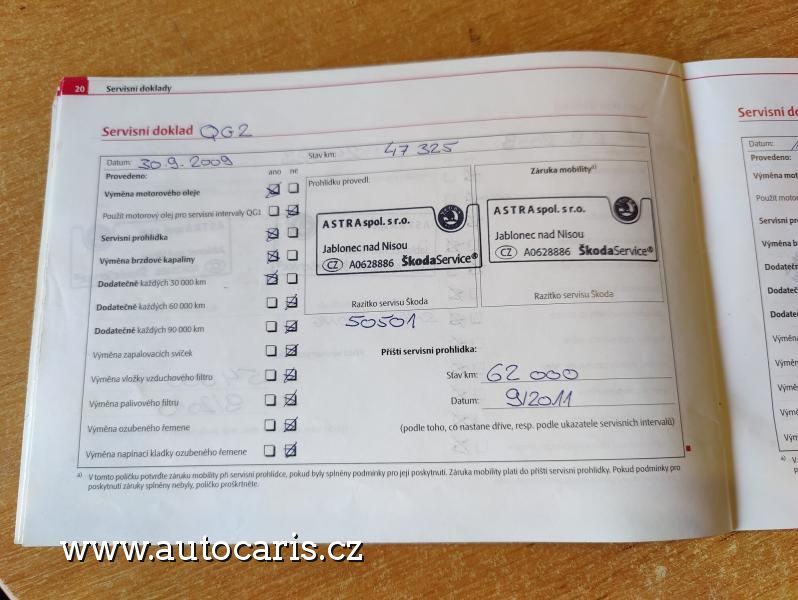 20 Servisní doklady
Servisní doklad QG2
Datum: 30.9.2009 Stav km: 47 325
Provedeno: ano ne
Prohlídku provedl: Záruka mobility a)
Výměna motorového oleje
Použit motorový olej pro servisní intervaly QG1
Servisní prohlídka
Výměna brzdové kapaliny
Dodatečně každých 30 000 km
Dodatečně každých 60 000 km
Dodatečně každých 90 000 km
Výměna zapalovacích svíček
Výměna vložky vzduchového filtru
Výměna palivového filtru
Výměna ozubeného řemene
Výměna napínací kladky ozubeného řemene
ASTRA spol. s r.o.
Jablonec nad Nisou
CZ A0628886 ŠkodaService®
Razítko servisu Škoda
50501
ASTRA spol. s r.o.
Jablonec nad Nisou
CZ A0628886 ŠkodaService®
Razítko servisu Škoda
Příští servisní prohlídka:
Stav km: 62 000
Datum: 9/2011
(podle toho, co nastane dříve, resp. podle ukazatele servisních intervalů)
a) V tomto políčku potvrďte záruku mobility při servisní prohlídce, pokud byly splněny podmínky pro její poskytnutí. Záruka mobility platí do příští servisní prohlídky. Pokud podmínky pro
poskytnutí záruky splněny nebyly, políčko proškrtněte.
Servisní
Datum:
Provedeno:
Výměna
Použit motor
Servisní
Výměna
Dodatečně
Výměna
www.autocaris.cz